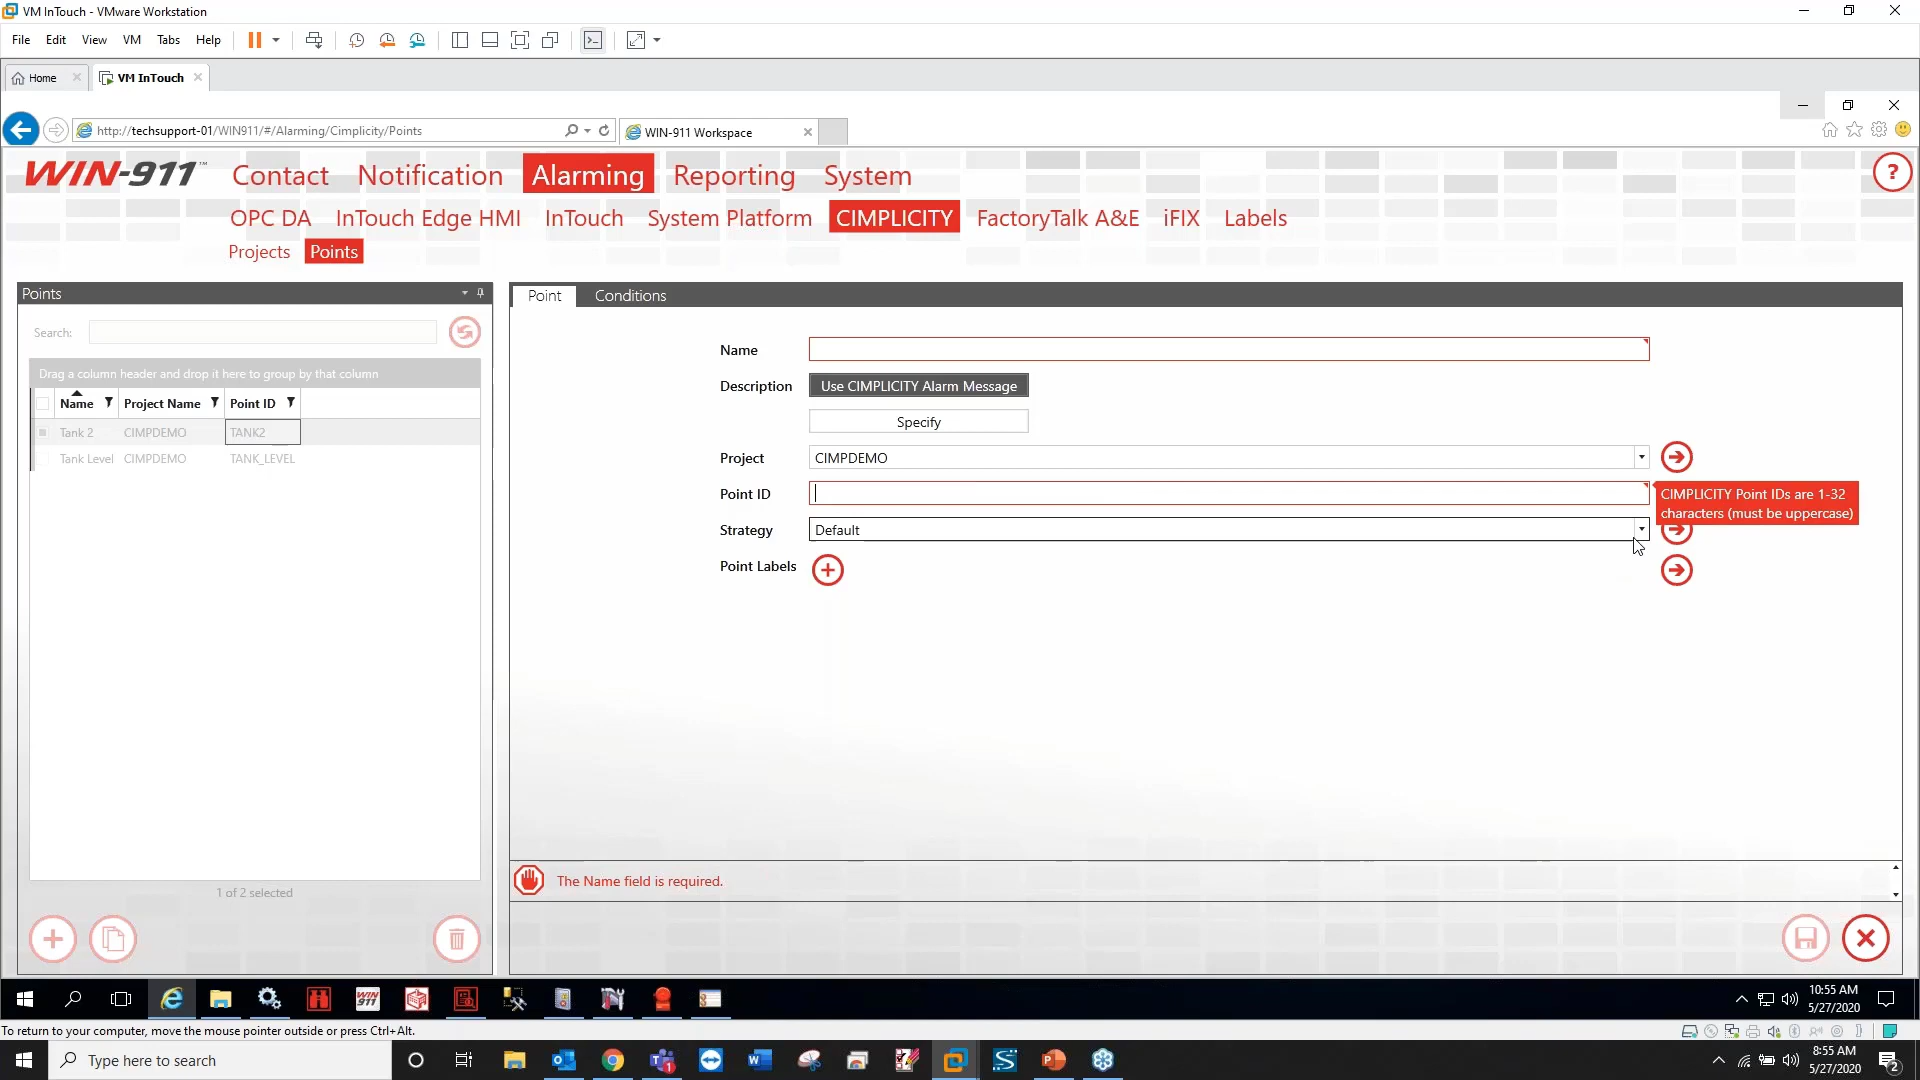 VM InTouch - VMware Workstation
File Edit View VM Tabs Help
Home VM InTouch
http://techsupport-01/WIN911/#/Alarming/Cimplicity/Points
WIN-911 Workspace
WIN-911™ Contact Notification Alarming Reporting System ?
OPC DA InTouch Edge HMI InTouch System Platform CIMPLICITY FactoryTalk A&E iFIX Labels
Projects Points
Points
Search:
Drag a column header and drop it here to group by that column
Name Project Name Point ID
Tank 2 CIMPDEMO TANK2
Tank Level CIMPDEMO TANK_LEVEL
1 of 2 selected
Point Conditions
Name
Description Use CIMPLICITY Alarm Message
Specify
Project CIMPDEMO
Point ID
CIMPLICITY Point IDs are 1-32
characters (must be uppercase)
Strategy Default
Point Labels
The Name field is required.
WIN 911
10:55 AM
5/27/2020
To return to your computer, move the mouse pointer outside or press Ctrl+Alt.
Type here to search
8:55 AM
5/27/2020
2